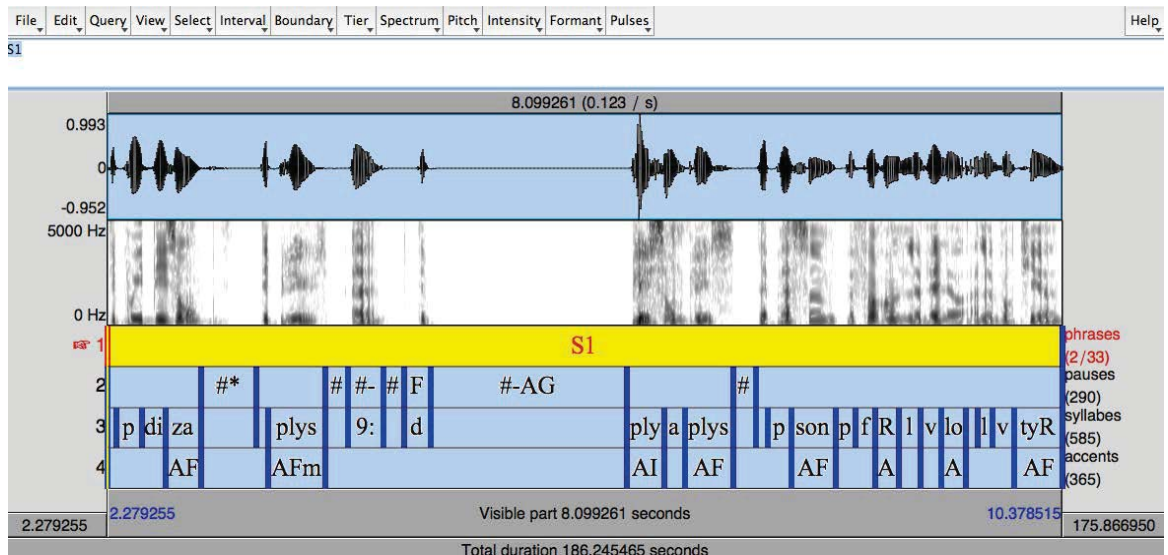 File Edit Query View Select Interval Boundary Tier Spectrum Pitch Intensity Formant Pulses Help
S1
8.099261 (0.123 / s)
0.993
0
-0.952
5000 Hz
0 Hz
1 S1 phrases (2/33)
2 #* # #- # F #-AG # pauses (290)
3 p di za plys 9: d ply a plys p son p f R l v lo l v tyR syllabes (585)
4 AF AFm AI AF AF A A AF accents (365)
2.279255 2.279255 Visible part 8.099261 seconds 10.378515 175.866950
Total duration 186.245465 seconds